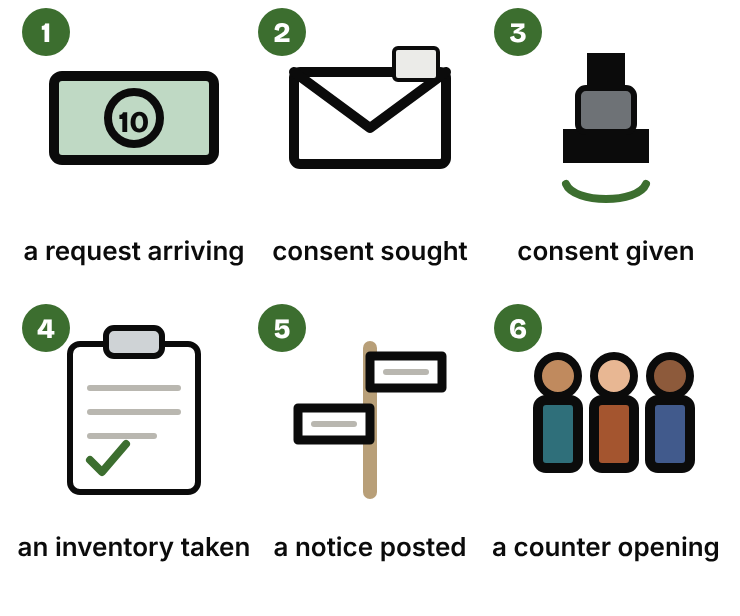 1
2
3
10
a request arriving
consent sought
consent given
4
5
6
an inventory taken
a notice posted
a counter opening